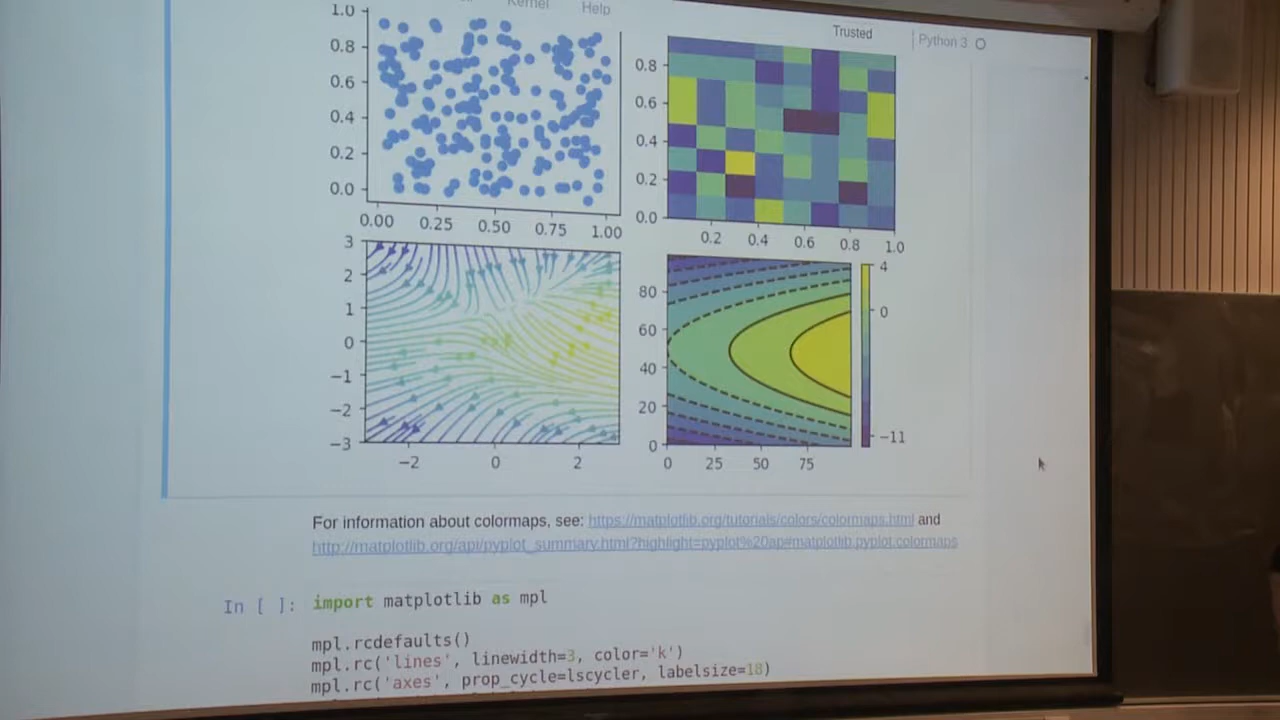 Kernel Help
Trusted Python 3
1.0
0.8
0.6
0.4
0.2
0.0
0.00 0.25 0.50 0.75 1.00
0.8
0.6
0.4
0.2
0.0
0.2 0.4 0.6 0.8 1.0
3
2
1
0
−1
−2
−3
−2 0 2
80
60
40
20
0
0 25 50 75
4
0
−11
For information about colormaps, see: https://matplotlib.org/tutorials/colors/colormaps.html and
http://matplotlib.org/api/pyplot_summary.html?highlight=pyplot%20ap#matplotlib.pyplot.colormaps
In [ ]: import matplotlib as mpl
mpl.rcdefaults()
mpl.rc('lines', linewidth=3, color='k')
mpl.rc('axes', prop_cycle=lscycler, labelsize=18)